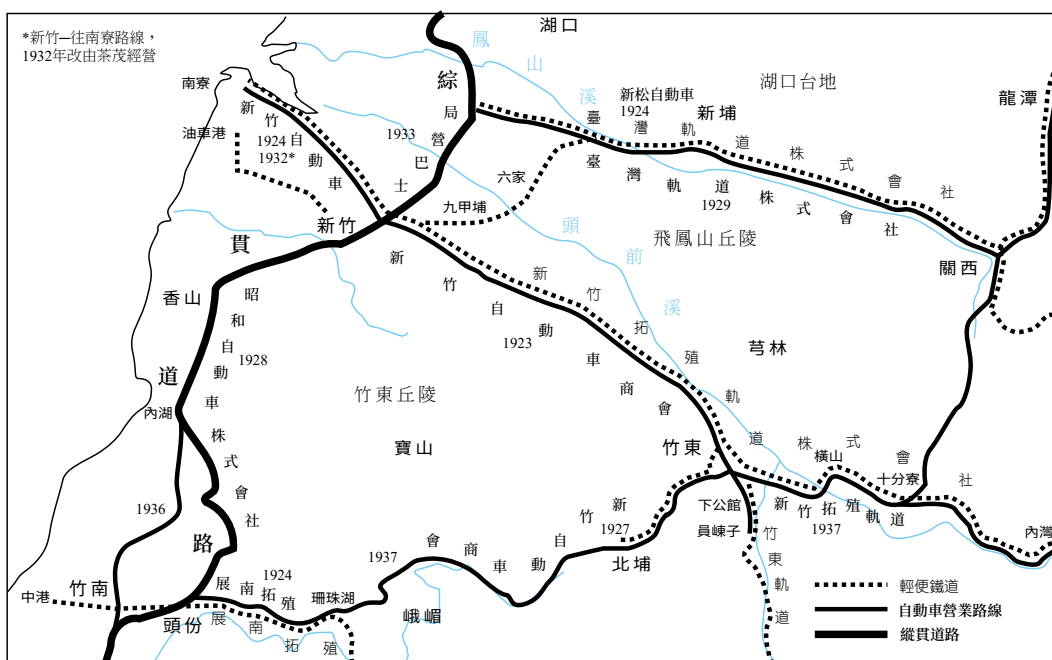 *新竹─往南寮路線，
1932年改由茶茂經營
湖口
湖口台地
龍潭
鳳山溪
新松自動車
1924
新埔
臺灣軌道株式會社
臺灣軌道株式會社
1929
南寮
油車港
新竹自動車
1924
1932*
綜貫道路
1933
局營巴士
六家
九甲埔
新竹
頭前溪
飛鳳山丘陵
關西
香山
昭和自動車株式會社
1928
新竹自動車商會
1923
新竹拓殖軌道株式會社
芎林
竹東丘陵
寶山
內湖
竹東
橫山
十分寮
1936
下公館
員崠子
新竹拓殖軌道
1937
內灣
新竹自動車商會
1927
1937
北埔
竹東軌道
竹南
中港
頭份
展南拓殖
1924
展南拓殖
珊珠湖
峨嵋
輕便鐵道
自動車營業路線
縱貫道路